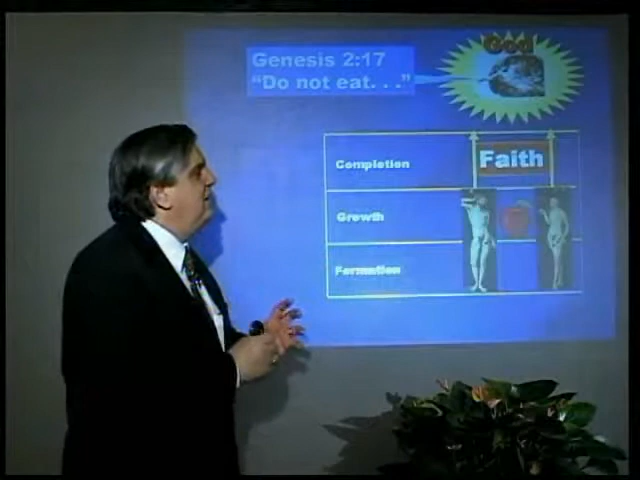 God
Genesis 2:17
“Do not eat. . .”
Completion
Faith
Growth
Formation